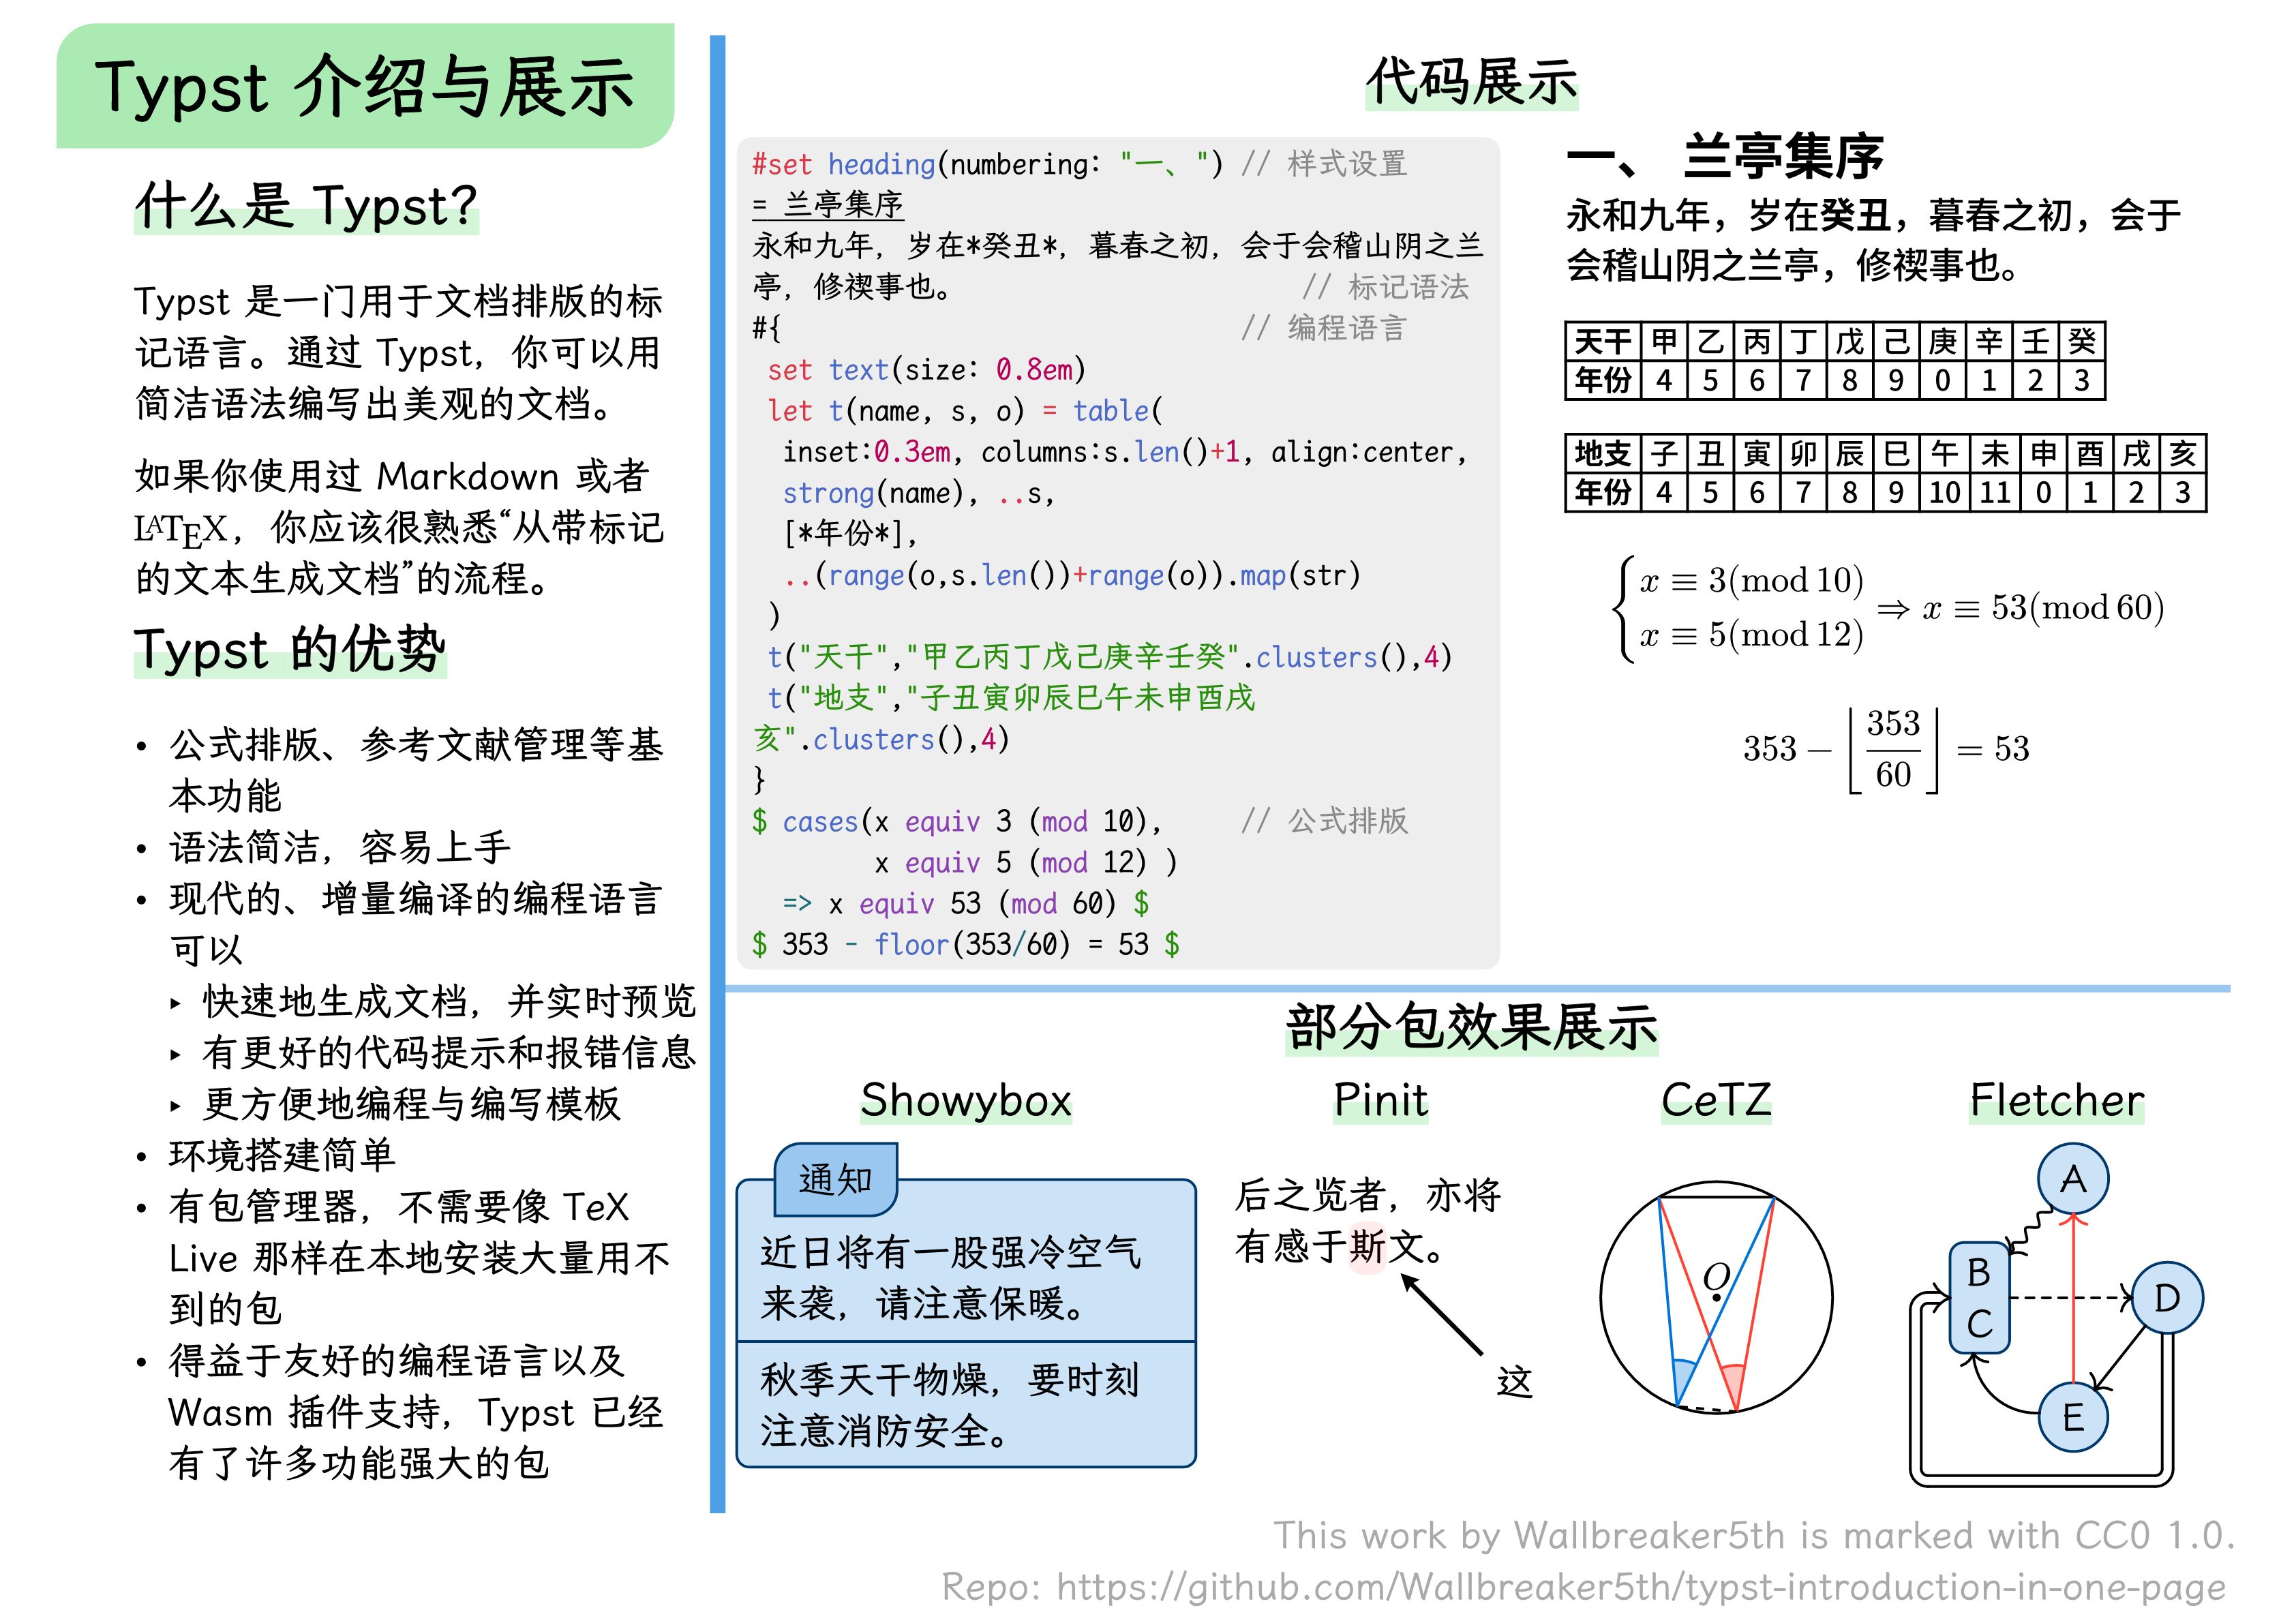 Typst 介绍与展示
什么是 Typst?
Typst 是一门用于文档排版的标
记语言。通过 Typst，你可以用
简洁语法编写出美观的文档。
如果你使用过 Markdown 或者
LATEX，你应该很熟悉“从带标记
的文本生成文档”的流程。
Typst 的优势
• 公式排版、参考文献管理等基
本功能
• 语法简洁，容易上手
• 现代的、增量编译的编程语言
可以
‣ 快速地生成文档，并实时预览
‣ 有更好的代码提示和报错信息
‣ 更方便地编程与编写模板
• 环境搭建简单
• 有包管理器，不需要像 TeX
Live 那样在本地安装大量用不
到的包
• 得益于友好的编程语言以及
Wasm 插件支持，Typst 已经
有了许多功能强大的包
代码展示
#set heading(numbering: "一、") // 样式设置
= 兰亭集序
永和九年，岁在*癸丑*，暮春之初，会于会稽山阴之兰
亭，修禊事也。 // 标记语法
#{ // 编程语言
set text(size: 0.8em)
let t(name, s, o) = table(
inset:0.3em, columns:s.len()+1, align:center,
strong(name), ..s,
[*年份*],
..(range(o,s.len())+range(o)).map(str)
)
t("天干","甲乙丙丁戊己庚辛壬癸".clusters(),4)
t("地支","子丑寅卯辰巳午未申酉戌
亥".clusters(),4)
}
$ cases(x equiv 3 (mod 10), // 公式排版
x equiv 5 (mod 12) )
=> x equiv 53 (mod 60) $
$ 353 - floor(353/60) = 53 $
一、 兰亭集序
永和九年，岁在癸丑，暮春之初，会于
会稽山阴之兰亭，修禊事也。
天干 甲 乙 丙 丁 戊 己 庚 辛 壬 癸
年份 4 5 6 7 8 9 0 1 2 3
地支 子 丑 寅 卯 辰 巳 午 未 申 酉 戌 亥
年份 4 5 6 7 8 9 10 11 0 1 2 3
{ x ≡ 3(mod 10)
x ≡ 5(mod 12) ⇒ x ≡ 53(mod 60)
353 − ⌊353/60⌋ = 53
部分包效果展示
Showybox
通知
近日将有一股强冷空气
来袭，请注意保暖。
秋季天干物燥，要时刻
注意消防安全。
Pinit
后之览者，亦将
有感于斯文。
这
CeTZ
O
Fletcher
A
B
C
D
E
This work by Wallbreaker5th is marked with CC0 1.0.
Repo: https://github.com/Wallbreaker5th/typst-introduction-in-one-page